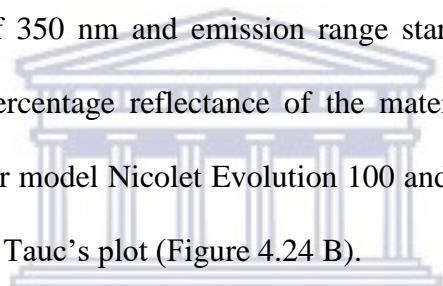 f 350 nm and emission range star
ercentage reflectance of the mater
r model Nicolet Evolution 100 and
Tauc’s plot (Figure 4.24 B).